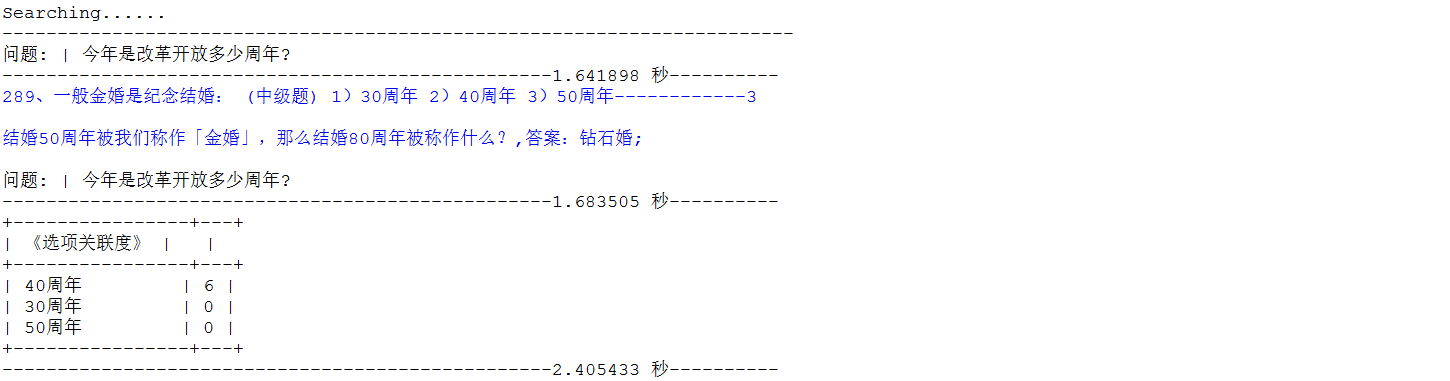 Searching......
------------------------------------------------------------------------
问题: | 今年是改革开放多少周年?
--------------------------------------------------1.641898 秒----------
289、一般金婚是纪念结婚: (中级题) 1）30周年 2）40周年 3）50周年------------3
结婚50周年被我们称作「金婚」，那么结婚80周年被称作什么？,答案：钻石婚;
问题: | 今年是改革开放多少周年?
--------------------------------------------------1.683505 秒----------
+----------------+---+
| 《选项关联度》 |   |
+----------------+---+
| 40周年         | 6 |
| 30周年         | 0 |
| 50周年         | 0 |
+----------------+---+
--------------------------------------------------2.405433 秒----------